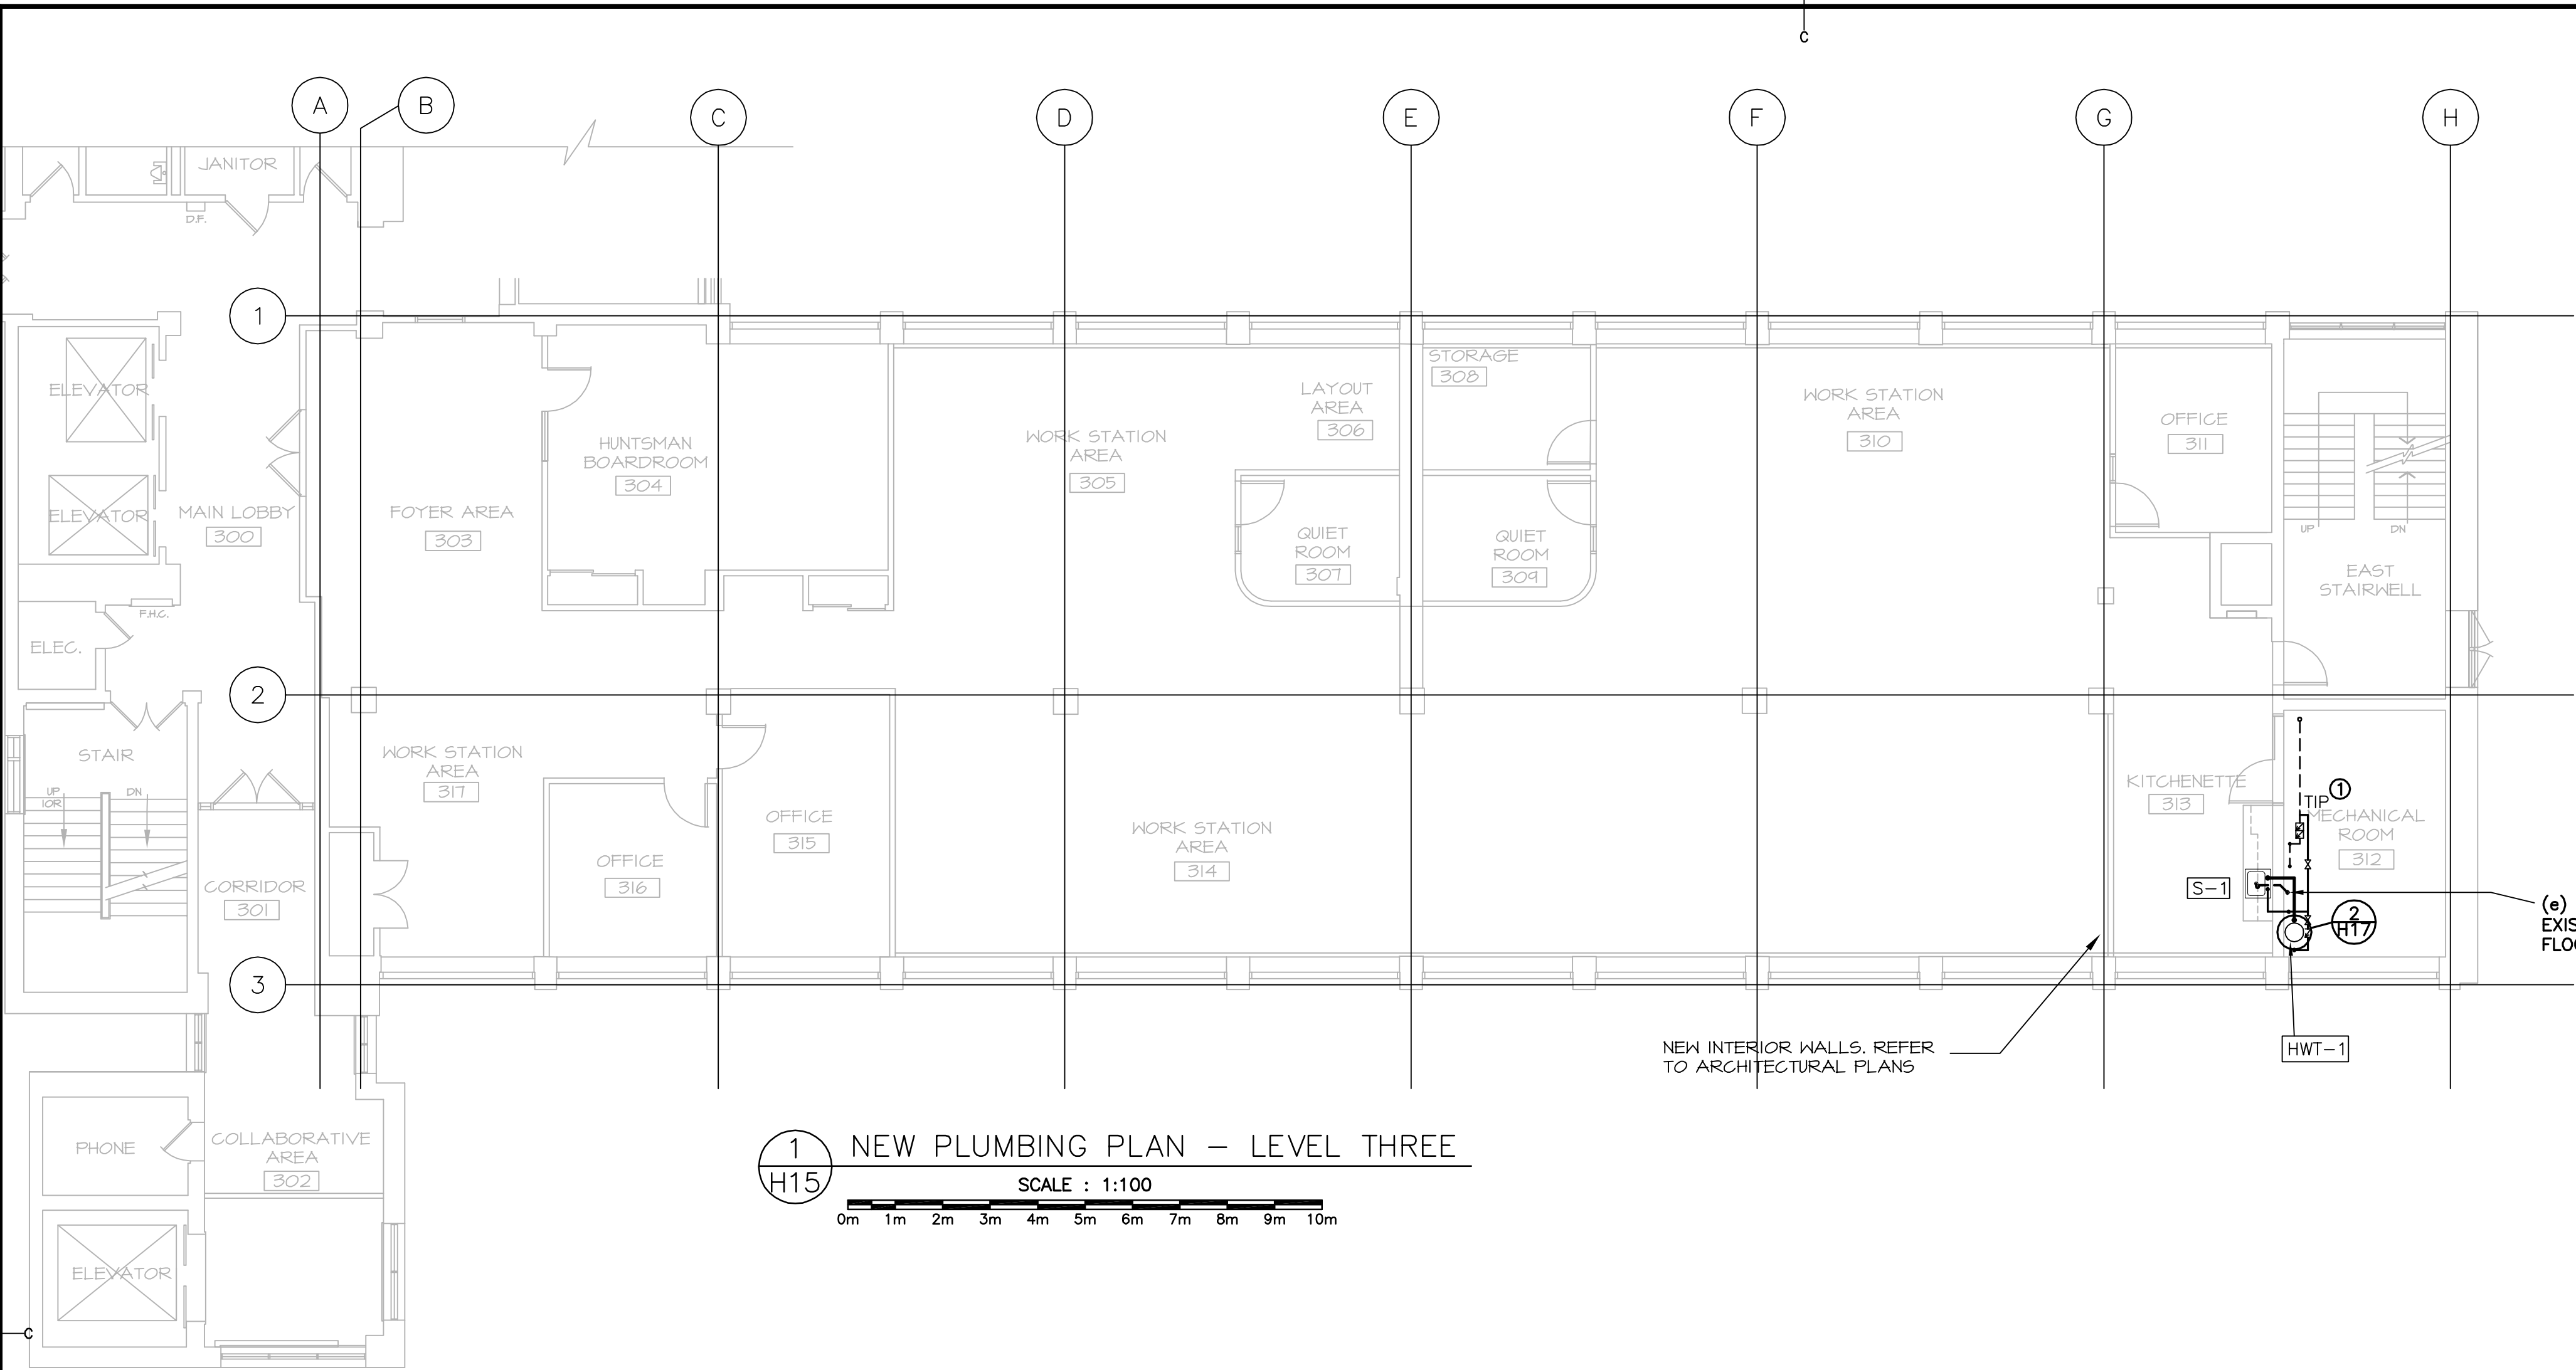 C
A
B
C
D
E
F
G
H
JANITOR
D.F.
1
ELEVATOR
ELEVATOR
MAIN LOBBY
300
F.H.C.
ELEC.
FOYER AREA
303
HUNTSMAN
BOARDROOM
304
WORK STATION
AREA
305
LAYOUT
AREA
306
STORAGE
308
QUIET
ROOM
307
QUIET
ROOM
309
WORK STATION
AREA
310
OFFICE
311
UP
DN
EAST
STAIRWELL
2
STAIR
UP
10R
DN
WORK STATION
AREA
317
OFFICE
316
OFFICE
315
WORK STATION
AREA
314
KITCHENETTE
313
TIP
1
MECHANICAL
ROOM
312
S-1
2
H17
(e)
EXIS
FLOO
CORRIDOR
301
3
NEW INTERIOR WALLS. REFER
TO ARCHITECTURAL PLANS
HWT-1
PHONE
COLLABORATIVE
AREA
302
ELEVATOR
1
H15
NEW PLUMBING PLAN - LEVEL THREE
SCALE : 1:100
0m 1m 2m 3m 4m 5m 6m 7m 8m 9m 10m
C